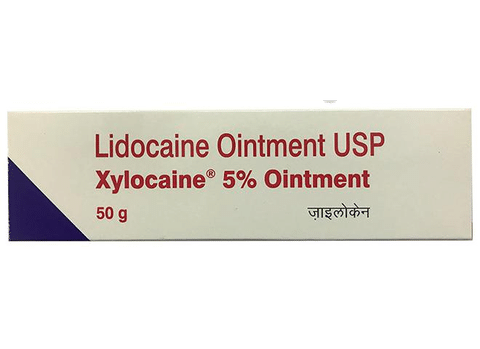 Lidocaine Ointment USP
Xylocaine® 5% Ointment
50 g
ज़ाइलोकेन